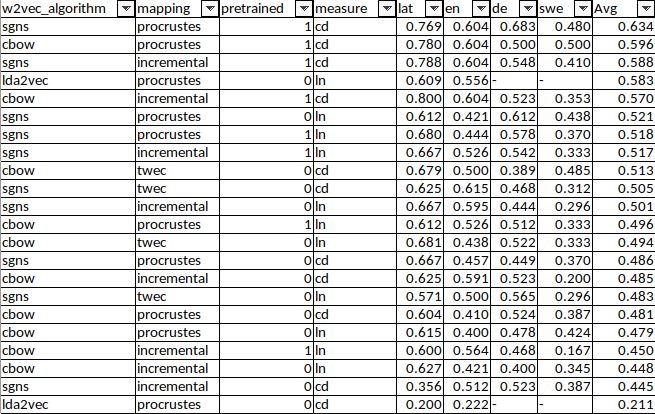 w2vec_algorithm mapping pretrained measure lat en de swe Avg
sgns procrustes 1 cd 0.769 0.604 0.683 0.480 0.634
cbow procrustes 1 cd 0.780 0.604 0.500 0.500 0.596
sgns incremental 1 cd 0.788 0.604 0.548 0.410 0.588
lda2vec procrustes 0 ln 0.609 0.556 - - 0.583
cbow incremental 1 cd 0.800 0.604 0.523 0.353 0.570
sgns procrustes 0 ln 0.612 0.421 0.612 0.438 0.521
sgns procrustes 1 ln 0.680 0.444 0.578 0.370 0.518
sgns incremental 1 ln 0.667 0.526 0.542 0.333 0.517
cbow twec 0 cd 0.679 0.500 0.389 0.485 0.513
sgns twec 0 cd 0.625 0.615 0.468 0.312 0.505
sgns incremental 0 ln 0.667 0.595 0.444 0.296 0.501
cbow procrustes 1 ln 0.612 0.526 0.512 0.333 0.496
cbow twec 0 ln 0.681 0.438 0.522 0.333 0.494
sgns procrustes 0 cd 0.667 0.457 0.449 0.370 0.486
cbow incremental 0 cd 0.625 0.591 0.523 0.200 0.485
sgns twec 0 ln 0.571 0.500 0.565 0.296 0.483
cbow procrustes 0 cd 0.604 0.410 0.524 0.387 0.481
cbow procrustes 0 ln 0.615 0.400 0.478 0.424 0.479
cbow incremental 1 ln 0.600 0.564 0.468 0.167 0.450
cbow incremental 0 ln 0.627 0.421 0.400 0.345 0.448
sgns incremental 0 cd 0.356 0.512 0.523 0.387 0.445
lda2vec procrustes 0 cd 0.200 0.222 - - 0.211